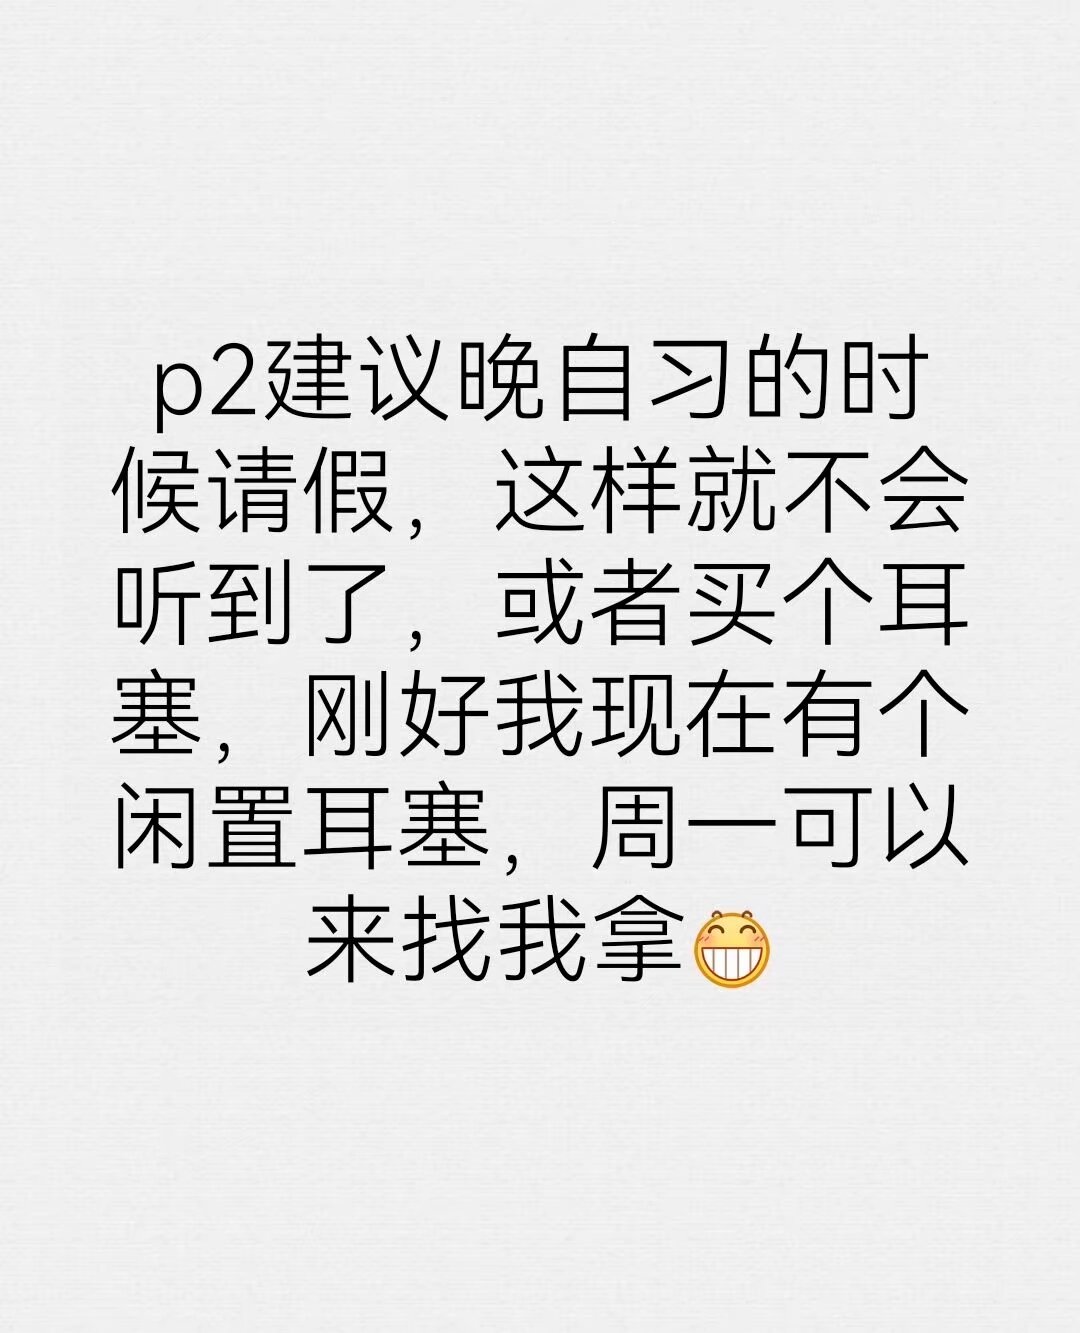 p2建议晚自习的时
候请假，这样就不会
听到了，或者买个耳
塞，刚好我现在有个
闲置耳塞，周一可以
来找我拿😁